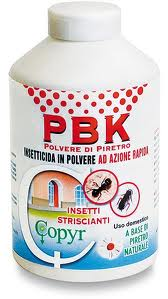 PBK
POLVERE DI PIRETRO
INSETTICIDA IN POLVERE AD AZIONE RAPIDA
INSETTI
STRISCIANTI
Copyr
Uso domestico
A BASE DI
PIRETRO
NATURALE